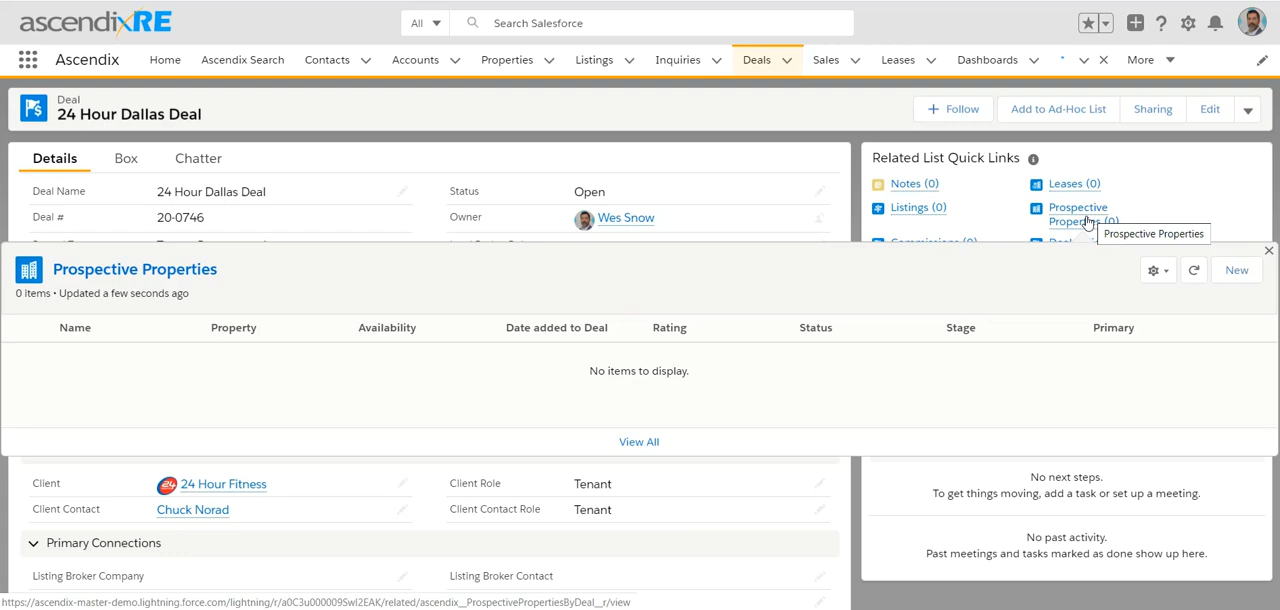 ascendixRE
All
Search Salesforce
Ascendix
Home
Ascendix Search
Contacts
Accounts
Properties
Listings
Inquiries
Deals
Sales
Leases
Dashboards
More
Deal
24 Hour Dallas Deal
Follow
Add to Ad-Hoc List
Sharing
Edit
Details
Box
Chatter
Deal Name
24 Hour Dallas Deal
Status
Open
Deal #
20-0746
Owner
Wes Snow
Related List Quick Links
Notes (0)
Leases (0)
Listings (0)
Prospective
Properties (0)
Prospective Properties
Prospective Properties
0 items • Updated a few seconds ago
New
Name
Property
Availability
Date added to Deal
Rating
Status
Stage
Primary
No items to display.
View All
Client
24
24 Hour Fitness
Client Role
Tenant
Client Contact
Chuck Norad
Client Contact Role
Tenant
Primary Connections
Listing Broker Company
Listing Broker Contact
No next steps.
To get things moving, add a task or set up a meeting.
No past activity.
Past meetings and tasks marked as done show up here.
https://ascendix-master-demo.lightning.force.com/lightning/r/a0C3u000009SwI2EAK/related/ascendix__ProspectivePropertiesByDeal__r/view